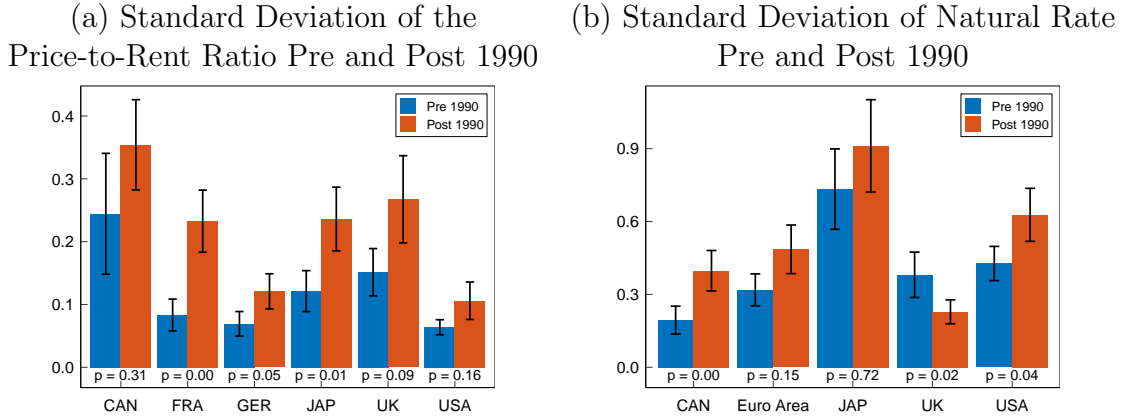 (a) Standard Deviation of the
Price-to-Rent Ratio Pre and Post 1990
Pre 1990
Post 1990
0.4
0.3
0.2
0.1
0.0
p = 0.31 p = 0.00 p = 0.05 p = 0.01 p = 0.09 p = 0.16
CAN FRA GER JAP UK USA
(b) Standard Deviation of Natural Rate
Pre and Post 1990
Pre 1990
Post 1990
0.9
0.6
0.3
0.0
p = 0.00 p = 0.15 p = 0.72 p = 0.02 p = 0.04
CAN Euro Area JAP UK USA